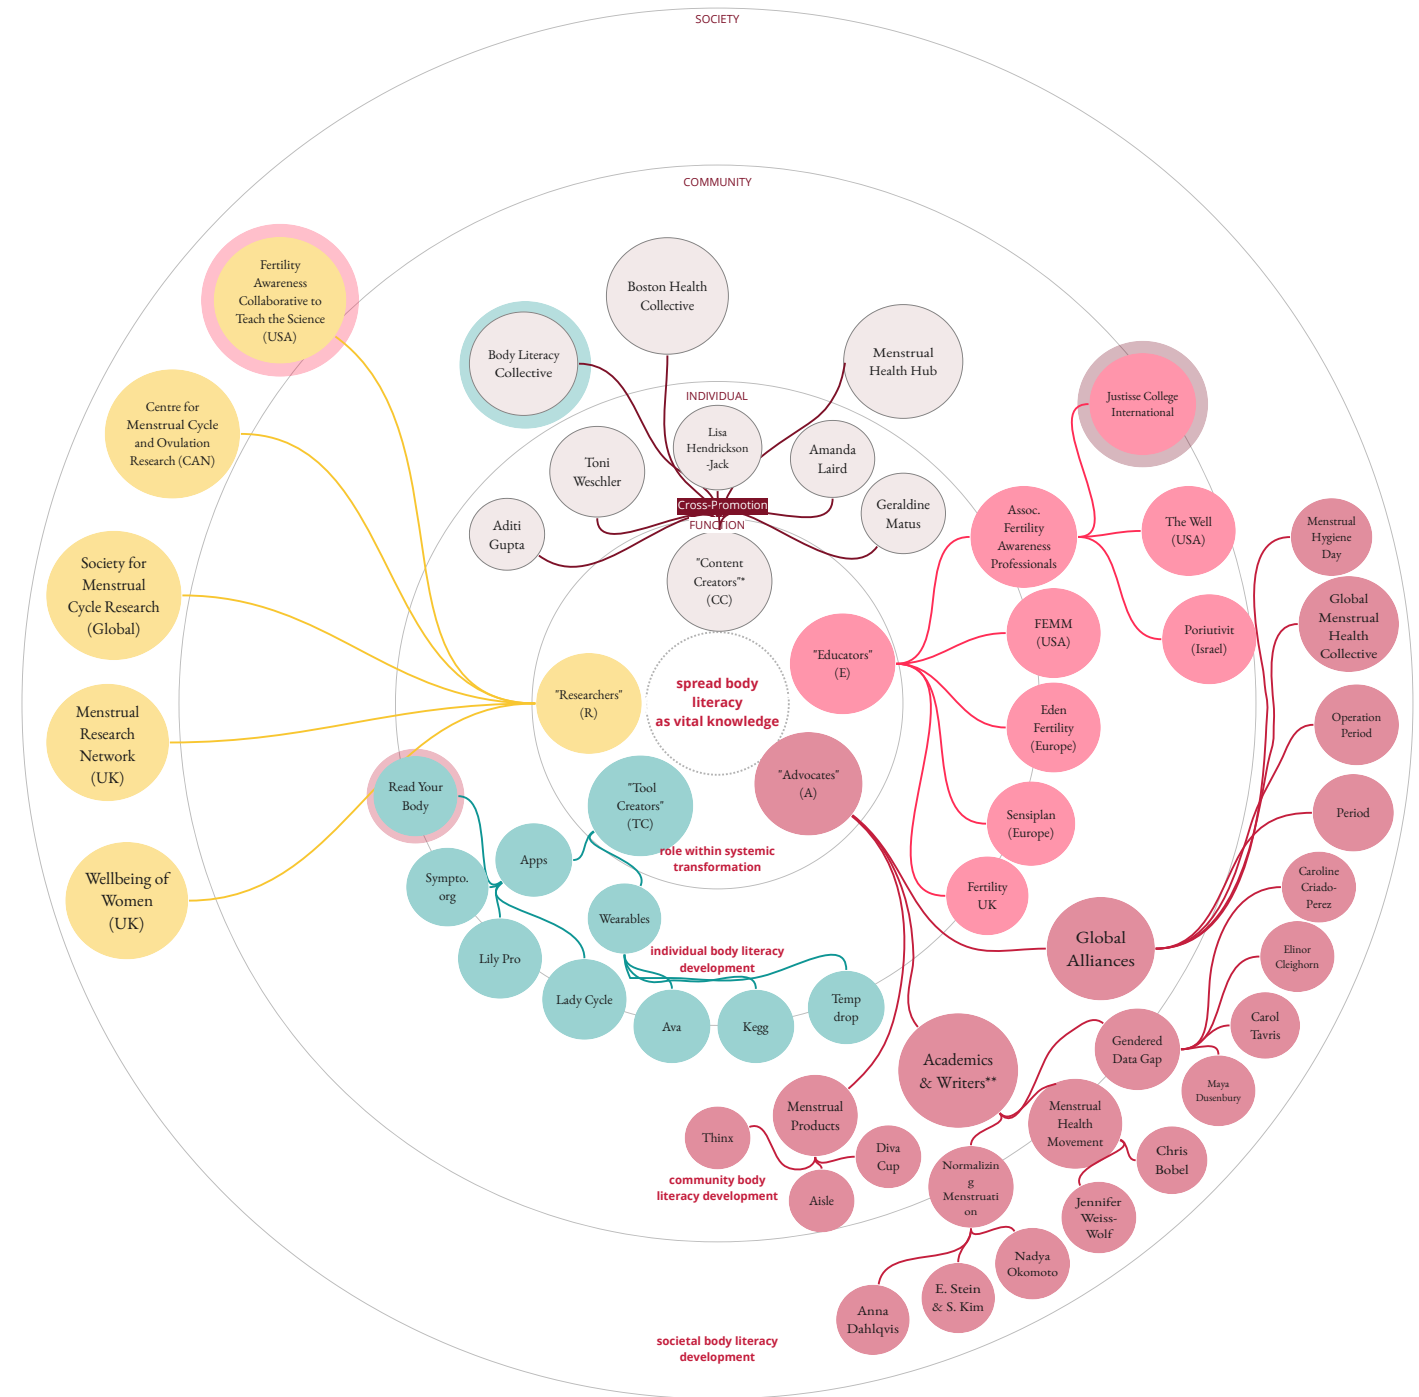 SOCIETY
COMMUNITY
Fertility
Awareness
Collaborative to
Teach the Science
(USA)
Centre for
Menstrual Cycle
and Ovulation
Research (CAN)
Society for
Menstrual
Cycle Research
(Global)
Menstrual
Research
Network
(UK)
Wellbeing of
Women
(UK)
Body Literacy
Collective
Boston Health
Collective
Menstrual
Health Hub
INDIVIDUAL
Lisa
Hendrickson
-Jack
Toni
Weschler
Amanda
Laird
Aditi
Gupta
Geraldine
Matus
Cross-Promotion
FUNCTION
"Content
Creators"*
(CC)
"Researchers"
(R)
spread body
literacy
as vital knowledge
"Educators"
(E)
"Advocates"
(A)
"Tool
Creators"
(TC)
role within systemic
transformation
Justisse College
International
Assoc.
Fertility
Awareness
Professionals
The Well
(USA)
Poriutivit
(Israel)
FEMM
(USA)
Eden
Fertility
(Europe)
Sensiplan
(Europe)
Fertility
UK
Read Your
Body
Apps
Sympto.
org
Lily Pro
Lady Cycle
Wearables
individual body literacy
development
Ava
Kegg
Temp
drop
Menstrual
Hygiene
Day
Global
Menstrual
Health
Collective
Operation
Period
Period
Global
Alliances
Caroline
Criado-
Perez
Elinor
Cleighorn
Carol
Tavris
Maya
Dusenbury
Gendered
Data Gap
Academics
& Writers**
Menstrual
Health
Movement
Chris
Bobel
Jennifer
Weiss-
Wolf
Normalizin
g
Menstruati
on
Nadya
Okomoto
E. Stein
& S. Kim
Anna
Dahlqvis
Menstrual
Products
Thinx
Diva
Cup
Aisle
community body
literacy development
societal body literacy
development